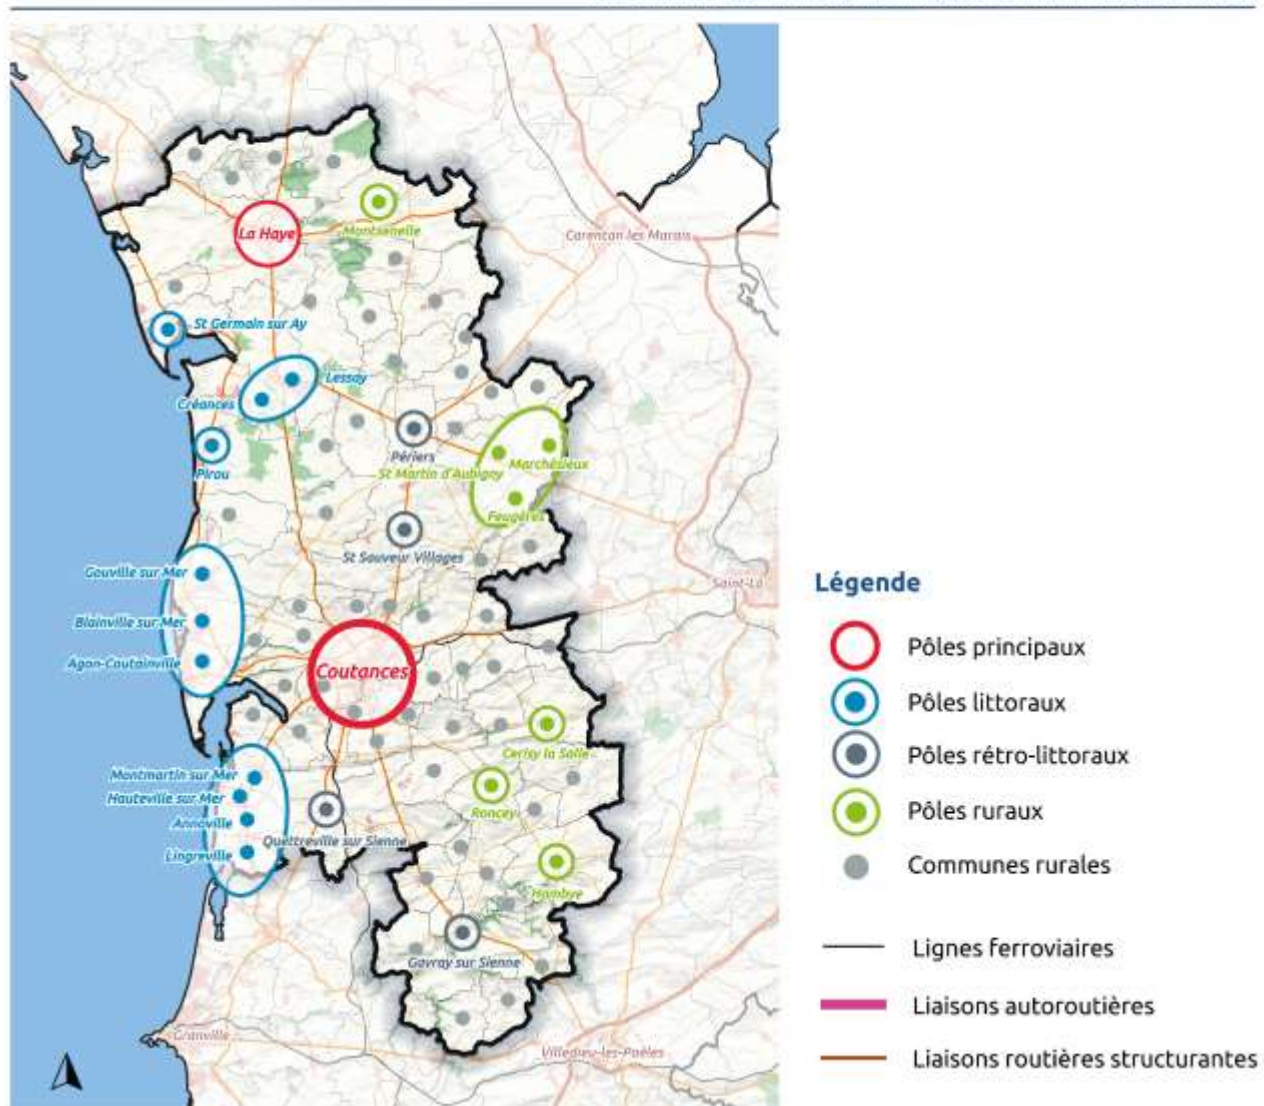 La Haye
Montsenelle
Carentan les Marais
St Germain sur Ay
Lessay
Créances
Périers
Pirou
St Martin d'Aubigny
Marchésieux
Feugères
St Sauveur Villages
Gouville sur Mer
Saint-Lô
Blainville sur Mer
Agon-Coutainville
Coutances
Cerisy la Salle
Montmartin sur Mer
Hauteville sur Mer
Roncey
Annoville
Quettreville sur Sienne
Lingreville
Hambye
Gavray sur Sienne
Granville
Villedieu-les-Poêles
Légende
Pôles principaux
Pôles littoraux
Pôles rétro-littoraux
Pôles ruraux
Communes rurales
Lignes ferroviaires
Liaisons autoroutières
Liaisons routières structurantes